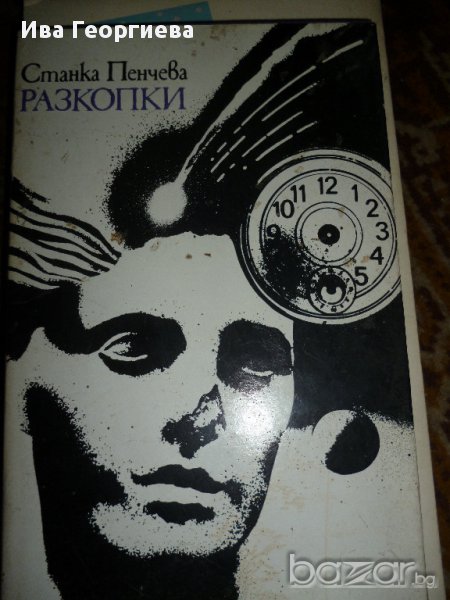 Ива Георгиева
Станка Пенчева
РАЗКОПКИ
11 12 1
10 2
9 3
4
5
bazar.bg